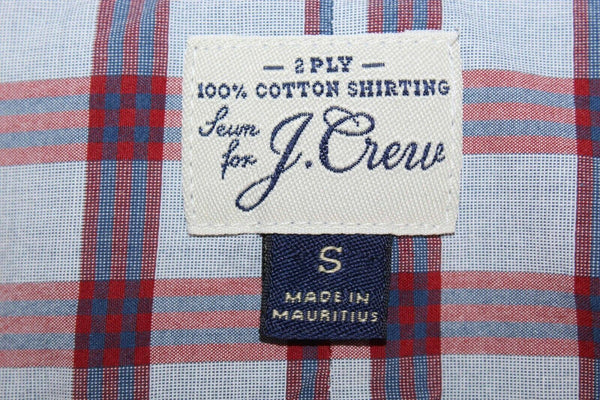 — 2 PLY —
100% COTTON SHIRTING
Sewn
for J.Crew
S
MADE IN
MAURITIUS